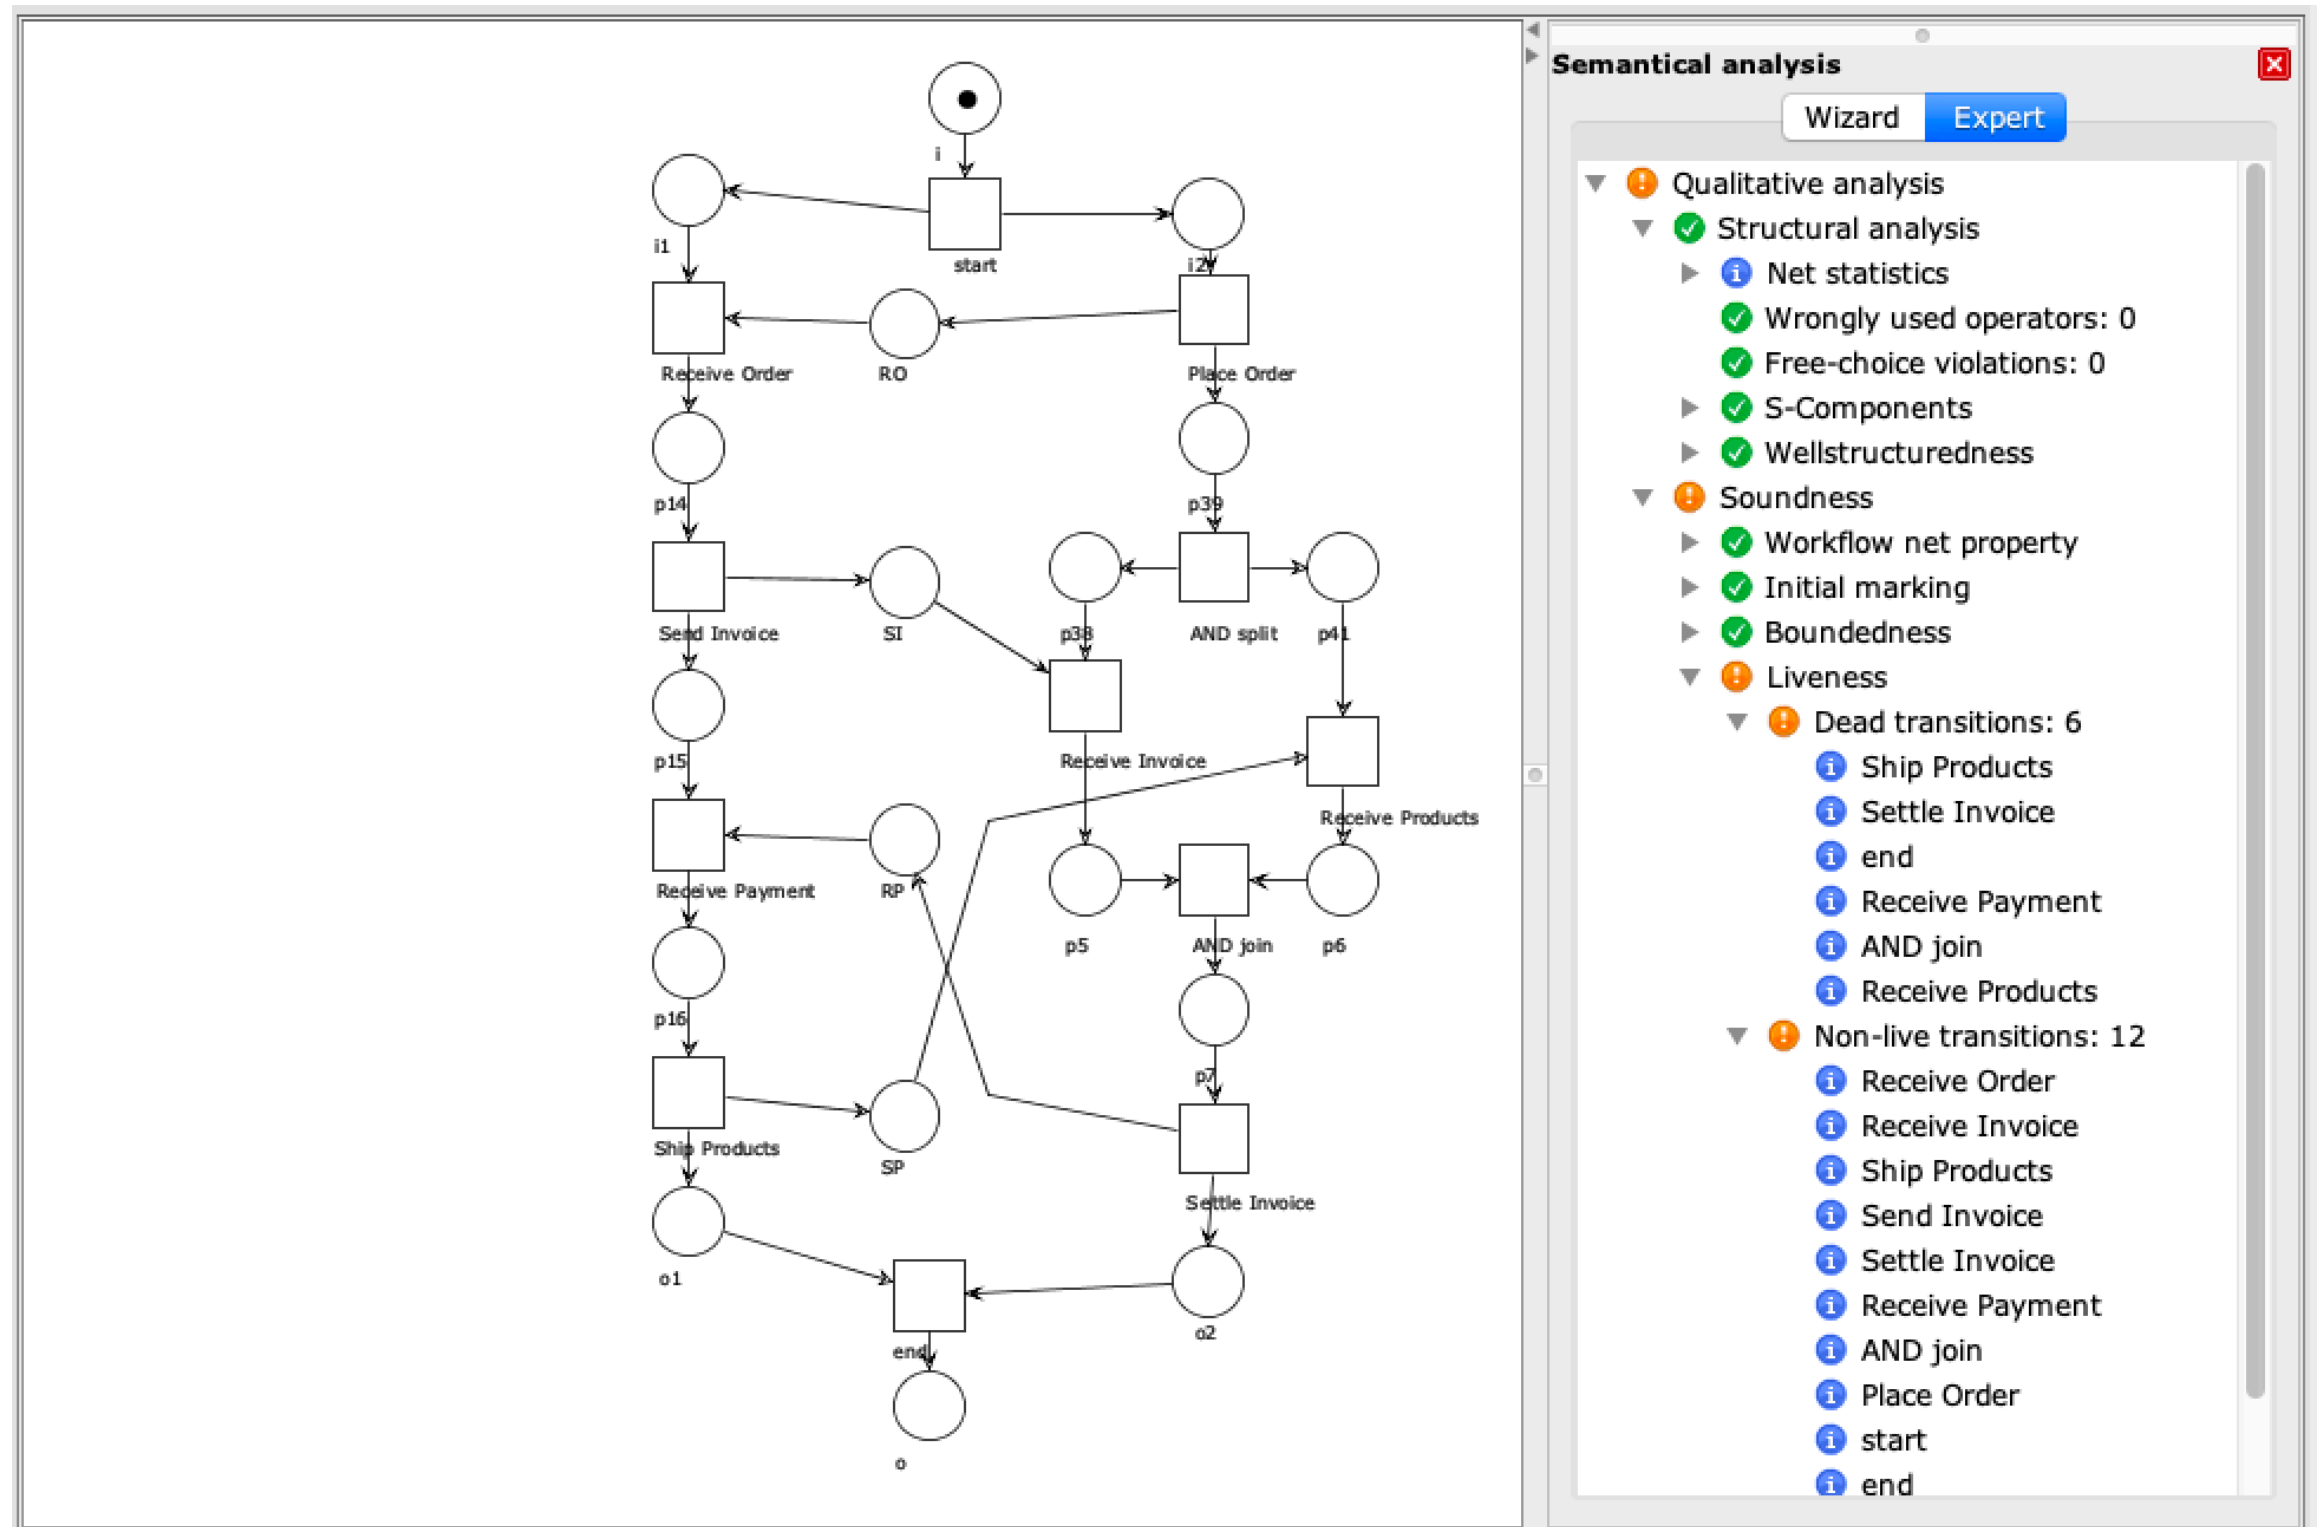 i
i1
start
i2
Receive Order
RO
Place Order
p14
p39
Send Invoice
SI
p38
AND split
p41
p15
Receive Invoice
Receive Products
Receive Payment
RP
p5
AND join
p6
p16
p7
Ship Products
SP
Settle Invoice
o1
o2
end
o
Semantical analysis
Wizard
Expert
Qualitative analysis
Structural analysis
Net statistics
Wrongly used operators: 0
Free-choice violations: 0
S-Components
Wellstructuredness
Soundness
Workflow net property
Initial marking
Boundedness
Liveness
Dead transitions: 6
Ship Products
Settle Invoice
end
Receive Payment
AND join
Receive Products
Non-live transitions: 12
Receive Order
Receive Invoice
Ship Products
Send Invoice
Settle Invoice
Receive Payment
AND join
Place Order
start
end